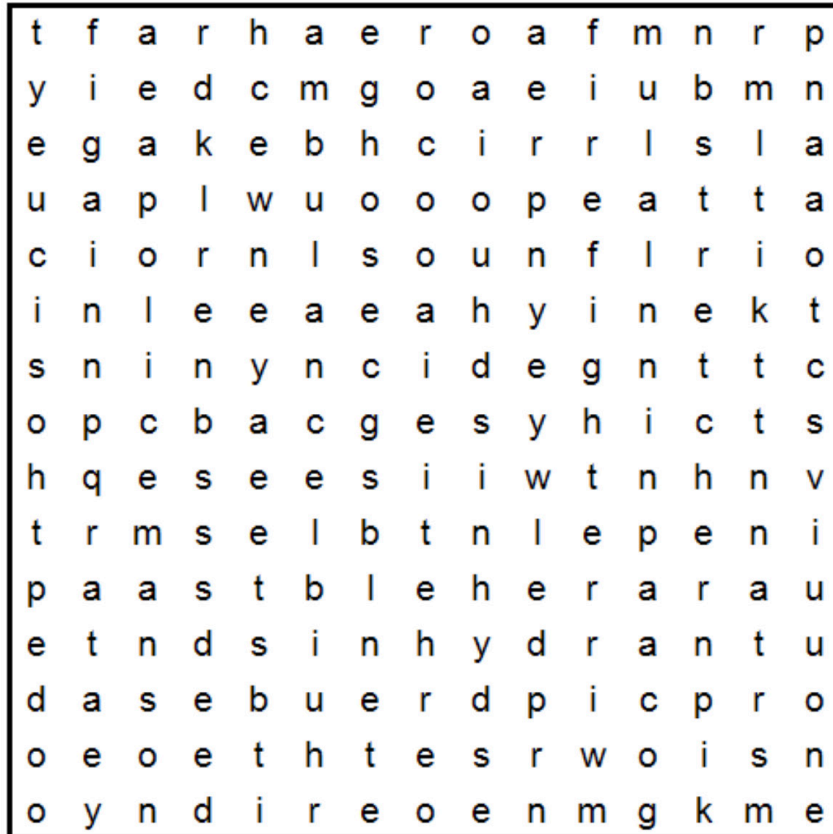 t f a r h a e r o a f m n r p
y i e d c m g o a e i u b m n
e g a k e b h c i r r l s l a
u a p l w u o o o p e a t t a
c i o r n l s o u n f l r i o
i n l e e a e a h y i n e k t
s n i n y n c i d e g n t t c
o p c b a c g e s y h i c t s
h q e s e e s i i w t n h n v
t r m s e l b t n l e p e n i
p a a s t b l e h e r a r a u
e t n d s i n h y d r a n t u
d a s e b u e r d p i c p r o
o e o e t h t e s r w o i s n
o y n d i r e o e n m g k m e